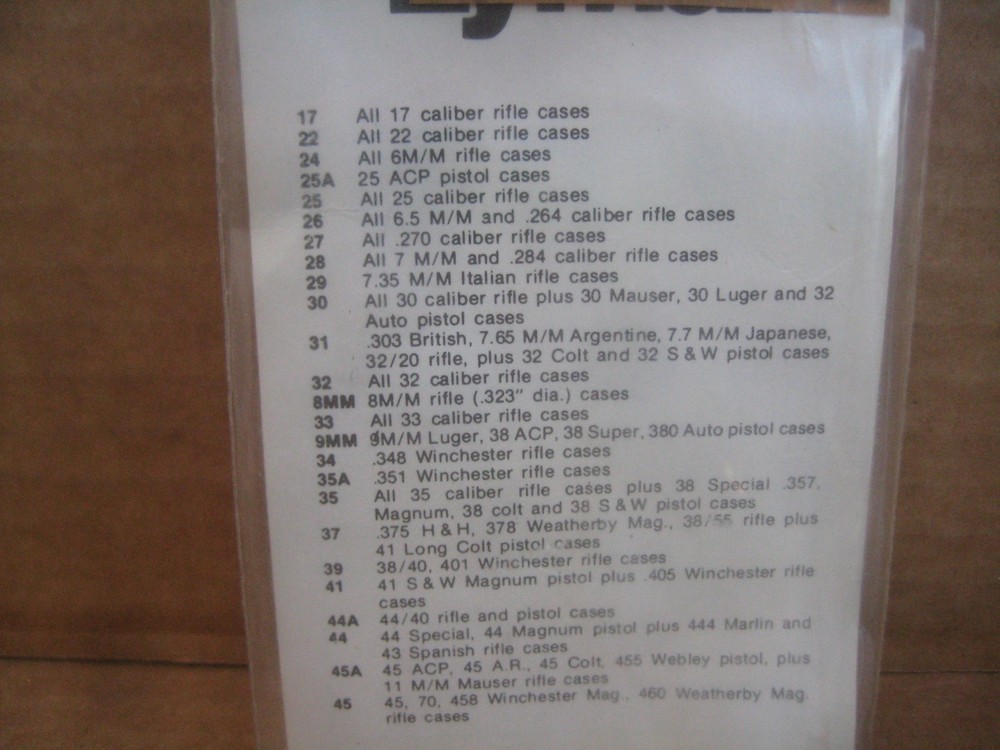 17 All 17 caliber rifle cases
22 All 22 caliber rifle cases
24 All 6M/M rifle cases
25A 25 ACP pistol cases
25 All 25 caliber rifle cases
26 All 6.5 M/M and .264 caliber rifle cases
27 All .270 caliber rifle cases
28 All 7 M/M and .284 caliber rifle cases
29 7.35 M/M Italian rifle cases
30 All 30 caliber rifle plus 30 Mauser, 30 Luger and 32
Auto pistol cases
31 .303 British, 7.65 M/M Argentine, 7.7 M/M Japanese,
32/20 rifle, plus 32 Colt and 32 S & W pistol cases
32 All 32 caliber rifle cases
8MM 8M/M rifle (.323" dia.) cases
33 All 33 caliber rifle cases
9MM 9M/M Luger, 38 ACP, 38 Super, 380 Auto pistol cases
34 .348 Winchester rifle cases
35A .351 Winchester rifle cases
35 All 35 caliber rifle cases plus 38 Special .357,
Magnum, 38 colt and 38 S & W pistol cases
37 .375 H & H, 378 Weatherby Mag., 38/55 rifle plus
41 Long Colt pistol cases
39 38/40, 401 Winchester rifle cases
41 41 S & W Magnum pistol plus .405 Winchester rifle
cases
44A 44/40 rifle and pistol cases
44 44 Special, 44 Magnum pistol plus 444 Marlin and
43 Spanish rifle cases
45A 45 ACP, 45 A.R., 45 Colt, 455 Webley pistol, plus
11 M/M Mauser rifle cases
45 45, 70, 458 Winchester Mag., 460 Weatherby Mag.
rifle cases